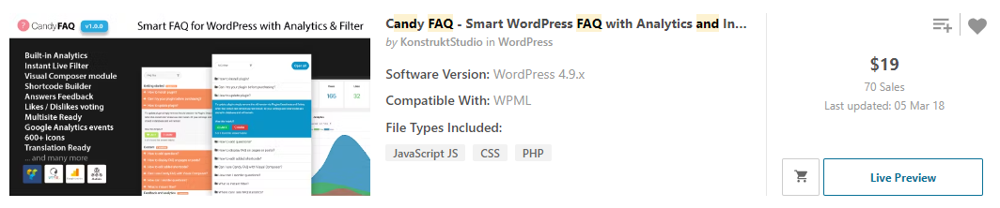 CandyFAQ v1.0.0 Smart FAQ for WordPress with Analytics & Filter
Built-in Analytics
Instant Live Filter
Visual Composer module
Shortcode Builder
Answers Feedback
Likes / Dislikes voting
Multisite Ready
Google Analytics events
600+ icons
Translation Ready
... and many more
Open all
165 32
Candy FAQ - Smart WordPress FAQ with Analytics and In...
by KonstruktStudio in WordPress
Software Version: WordPress 4.9.x
Compatible With: WPML
File Types Included:
JavaScript JS CSS PHP
$19
70 Sales
Last updated: 05 Mar 18
Live Preview